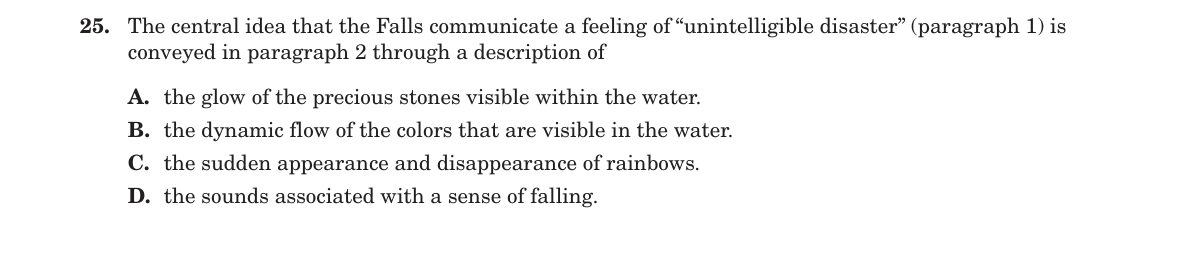 25. The central idea that the Falls communicate a feeling of “unintelligible disaster” (paragraph 1) is
conveyed in paragraph 2 through a description of
A. the glow of the precious stones visible within the water.
B. the dynamic flow of the colors that are visible in the water.
C. the sudden appearance and disappearance of rainbows.
D. the sounds associated with a sense of falling.